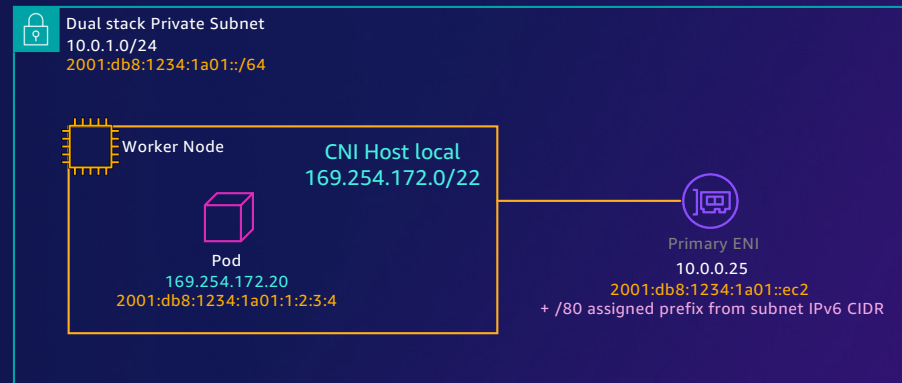 Dual stack Private Subnet
10.0.1.0/24
2001:db8:1234:1a01::/64
Worker Node
CNI Host local
169.254.172.0/22
Pod
169.254.172.20
2001:db8:1234:1a01:1:2:3:4
Primary ENI
10.0.0.25
2001:db8:1234:1a01::ec2
+ /80 assigned prefix from subnet IPv6 CIDR